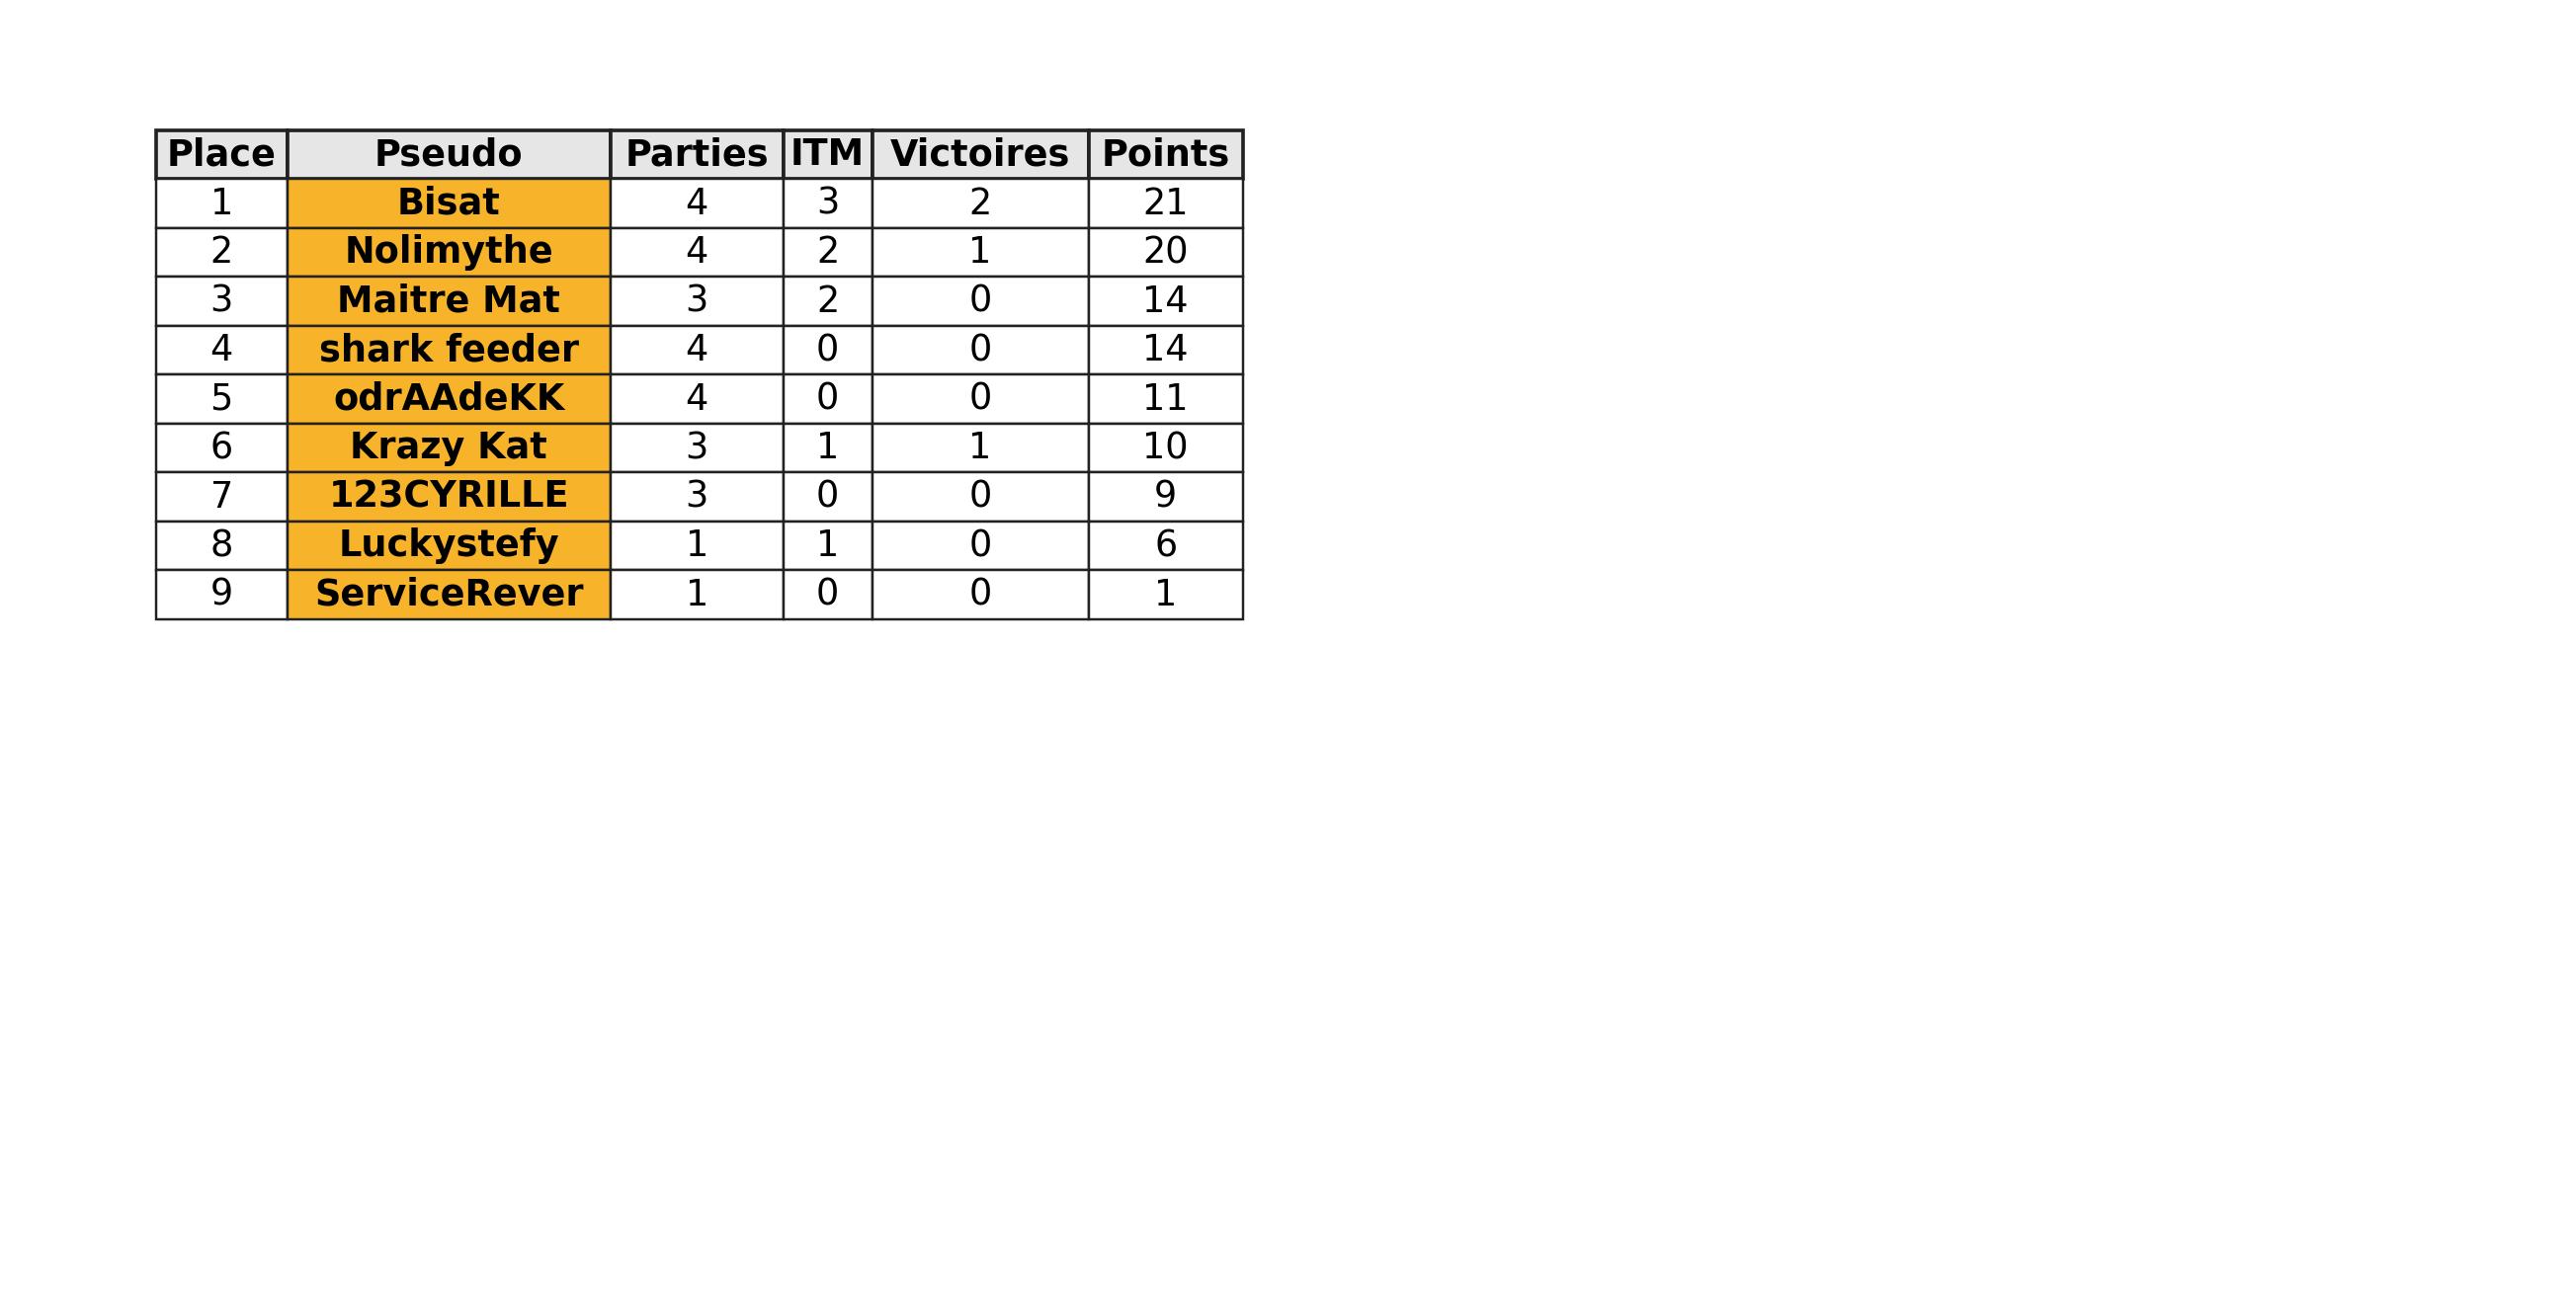 Place Pseudo Parties ITM Victoires Points
1 Bisat 4 3 2 21
2 Nolimythe 4 2 1 20
3 Maitre Mat 3 2 0 14
4 shark feeder 4 0 0 14
5 odrAAdeKK 4 0 0 11
6 Krazy Kat 3 1 1 10
7 123CYRILLE 3 0 0 9
8 Luckystefy 1 1 0 6
9 ServiceRever 1 0 0 1